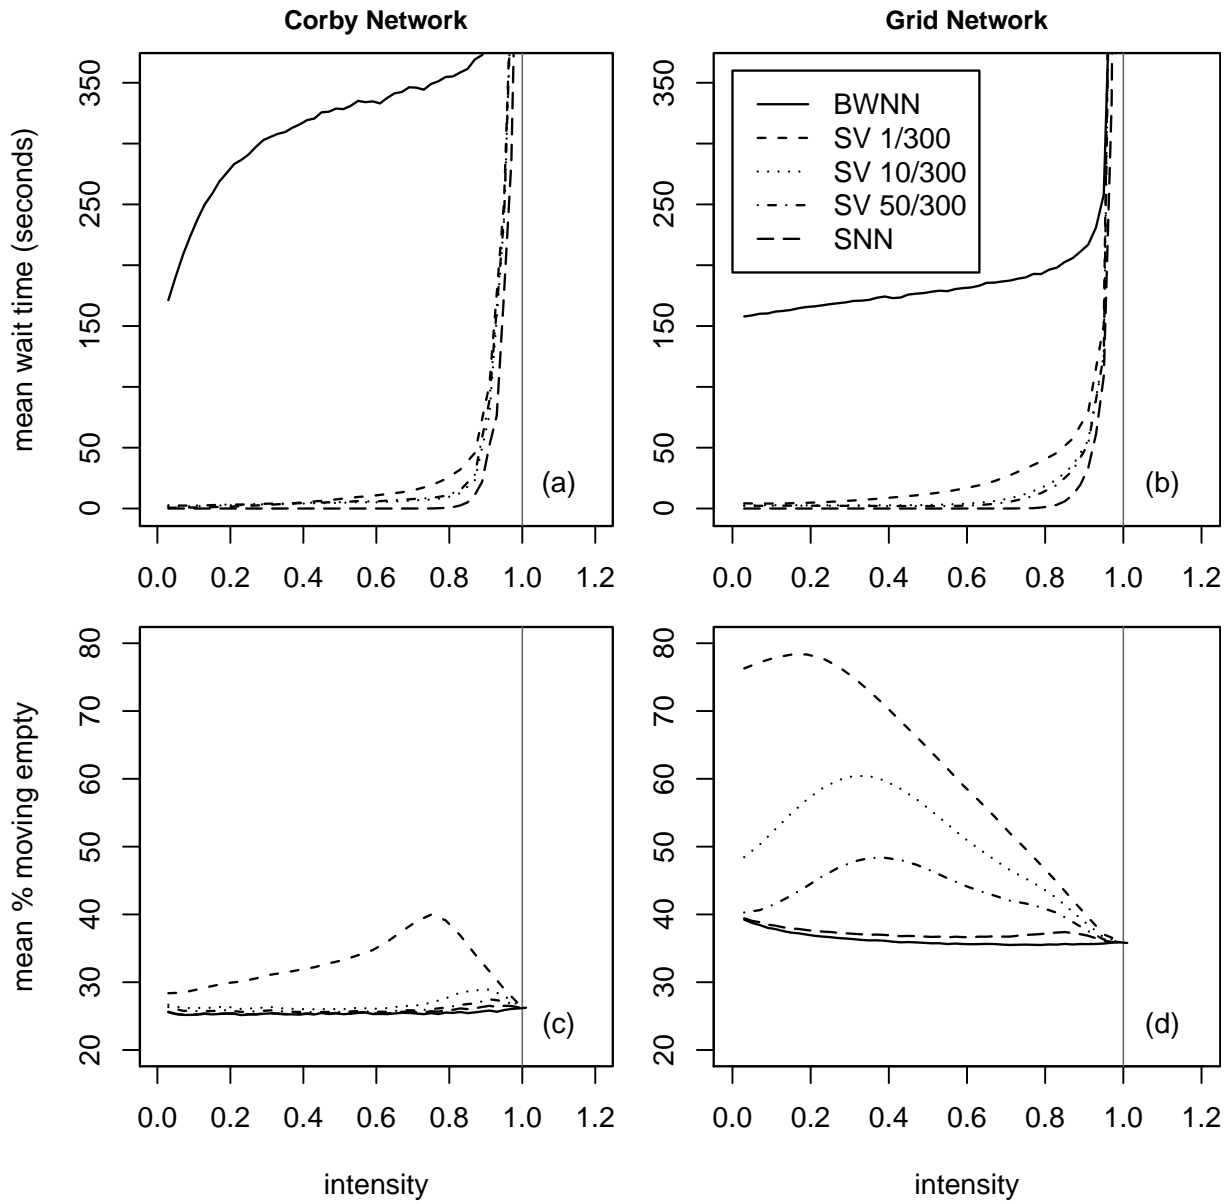 Corby Network
Grid Network
mean wait time (seconds)
350
250
150
50
0
(a)
0.0 0.2 0.4 0.6 0.8 1.0 1.2
350
250
150
50
0
BWNN
SV 1/300
SV 10/300
SV 50/300
SNN
(b)
0.0 0.2 0.4 0.6 0.8 1.0 1.2
mean % moving empty
80
70
60
50
40
30
20
(c)
0.0 0.2 0.4 0.6 0.8 1.0 1.2
intensity
80
70
60
50
40
30
20
(d)
0.0 0.2 0.4 0.6 0.8 1.0 1.2
intensity